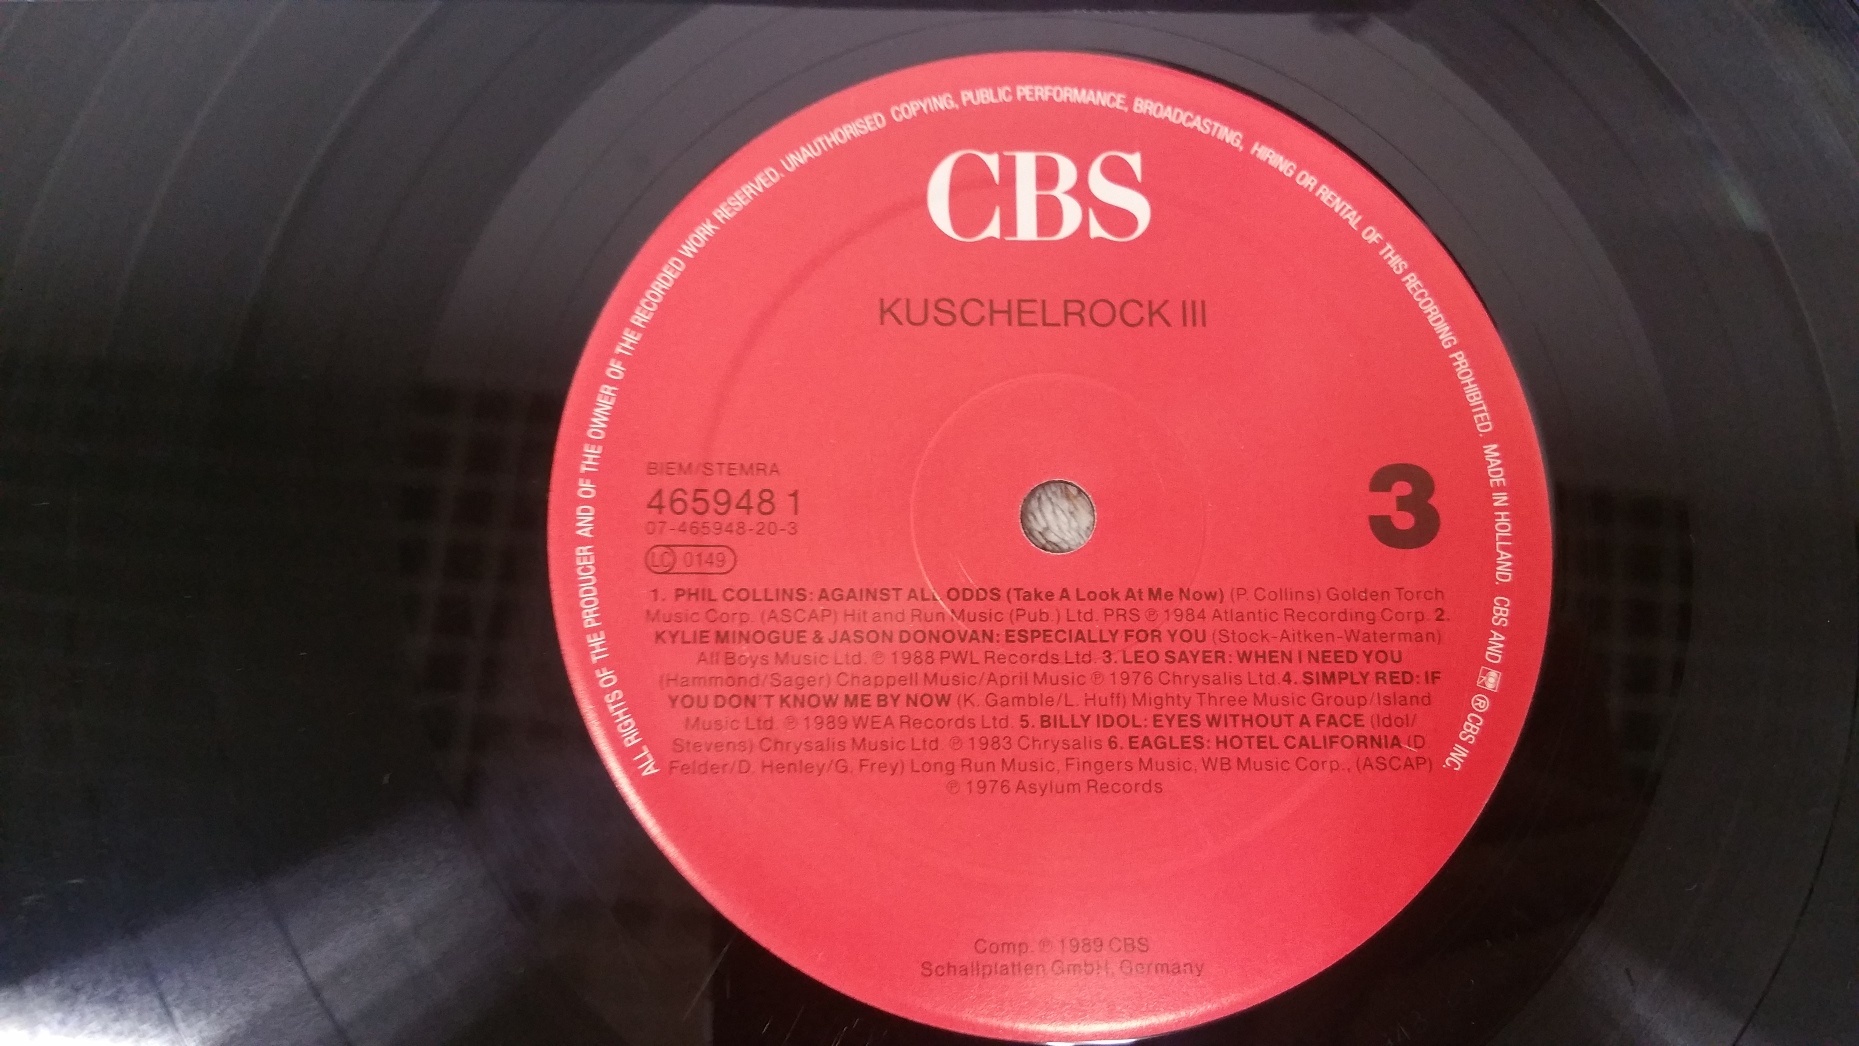 ALL RIGHTS OF THE PRODUCER AND OF THE OWNER OF THE RECORDED WORK RESERVED. UNAUTHORISED COPYING, PUBLIC PERFORMANCE, BROADCASTING, HIRING OR RENTAL OF THIS RECORDING PROHIBITED. MADE IN HOLLAND. CBS AND ℗ CBS INC.
CBS
KUSCHELROCK III
BIEM/STEMRA
465948 1
07-465948-20-3
LC 0149
3
1. PHIL COLLINS: AGAINST ALL ODDS (Take A Look At Me Now) (P. Collins) Golden Torch
Music Corp. (ASCAP) Hit and Run Music (Pub.) Ltd. PRS ℗ 1984 Atlantic Recording Corp. 2.
KYLIE MINOGUE & JASON DONOVAN: ESPECIALLY FOR YOU (Stock-Aitken-Waterman)
All Boys Music Ltd. ℗ 1988 PWL Records Ltd. 3. LEO SAYER: WHEN I NEED YOU
(Hammond/Sager) Chappell Music/April Music ℗ 1976 Chrysalis Ltd. 4. SIMPLY RED: IF
YOU DON'T KNOW ME BY NOW (K. Gamble/L. Huff) Mighty Three Music Group/Island
Music Ltd. ℗ 1989 WEA Records Ltd. 5. BILLY IDOL: EYES WITHOUT A FACE (Idol/
Stevens) Chrysalis Music Ltd. ℗ 1983 Chrysalis 6. EAGLES: HOTEL CALIFORNIA (D.
Felder/D. Henley/G. Frey) Long Run Music, Fingers Music, WB Music Corp., (ASCAP)
℗ 1976 Asylum Records
Comp. ℗ 1989 CBS
Schallplatten GmbH, Germany